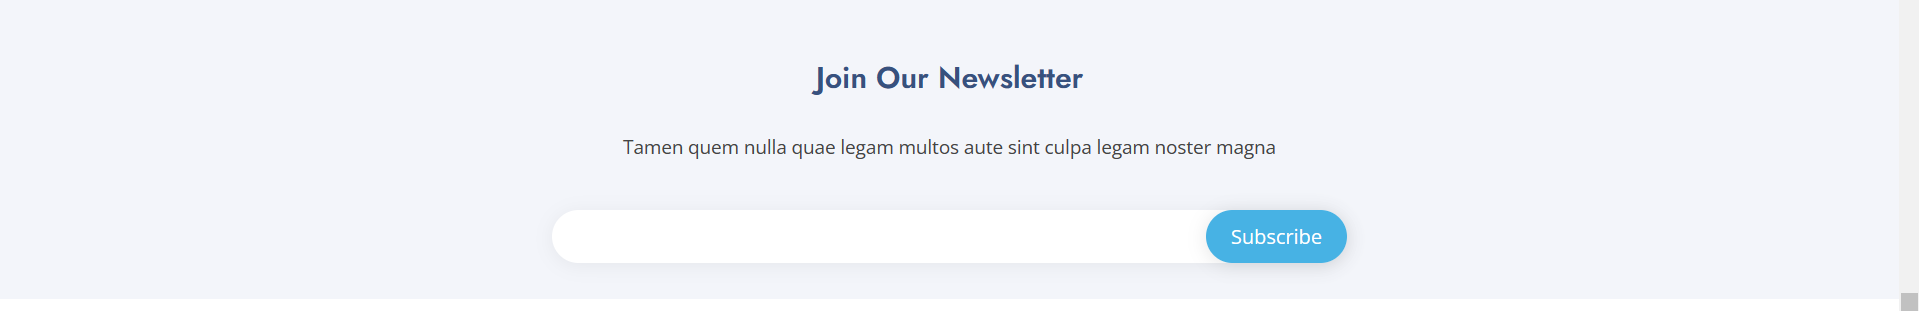 Join Our Newsletter
Tamen quem nulla quae legam multos aute sint culpa legam noster magna
Subscribe